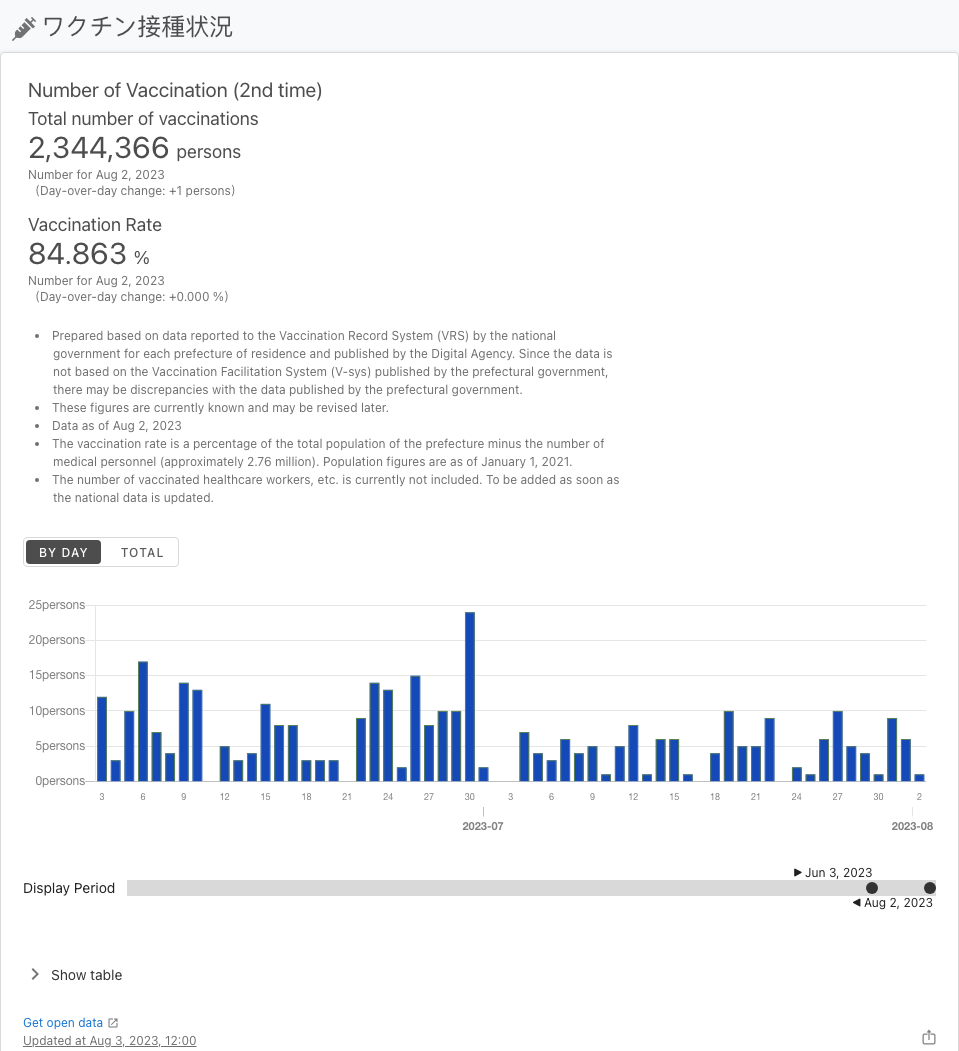 ワクチン接種状況
Number of Vaccination (2nd time)
Total number of vaccinations
2,344,366 persons
Number for Aug 2, 2023
(Day-over-day change: +1 persons)
Vaccination Rate
84.863 %
Number for Aug 2, 2023
(Day-over-day change: +0.000 %)
• Prepared based on data reported to the Vaccination Record System (VRS) by the national
government for each prefecture of residence and published by the Digital Agency. Since the data is
not based on the Vaccination Facilitation System (V-sys) published by the prefectural government,
there may be discrepancies with the data published by the prefectural government.
• These figures are currently known and may be revised later.
• Data as of Aug 2, 2023
• The vaccination rate is a percentage of the total population of the prefecture minus the number of
medical personnel (approximately 2.76 million). Population figures are as of January 1, 2021.
• The number of vaccinated healthcare workers, etc. is currently not included. To be added as soon as
the national data is updated.
BY DAY TOTAL
25persons
20persons
15persons
10persons
5persons
0persons
3 6 9 12 15 18 21 24 27 30 3 6 9 12 15 18 21 24 27 30 2
2023-07 2023-08
▶ Jun 3, 2023
Display Period
◀ Aug 2, 2023
Show table
Get open data
Updated at Aug 3, 2023, 12:00